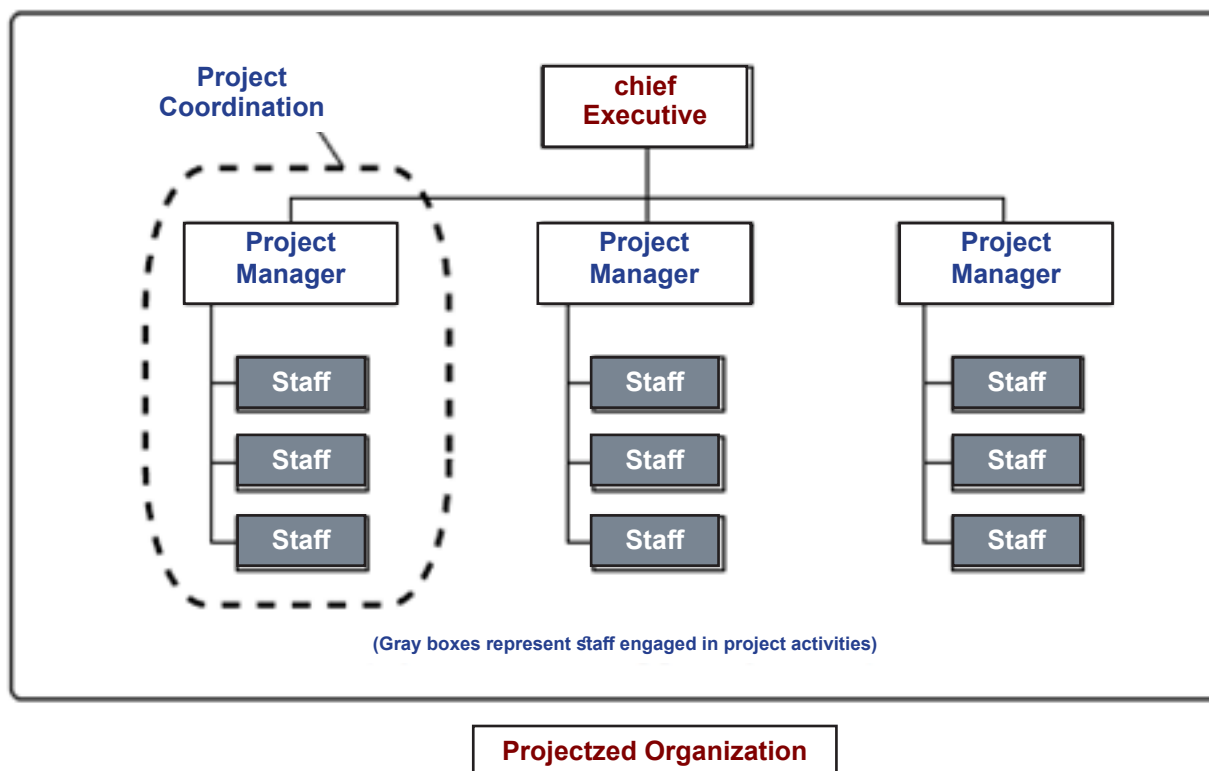 Project
Coordination
chief
Executive
Project
Manager
Project
Manager
Project
Manager
Staff
Staff
Staff
Staff
Staff
Staff
Staff
Staff
Staff
(Gray boxes represent staff engaged in project activities)
Projectzed Organization